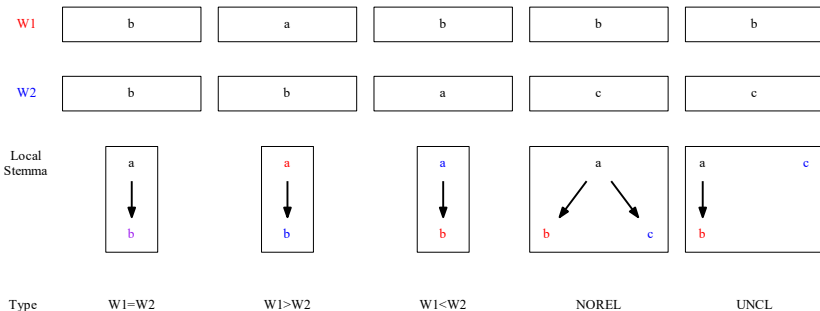 W1 b a b b b
W2 b b a c c
Local
Stemma
a a a a a c
b b b b c b
Type W1=W2 W1>W2 W1<W2 NOREL UNCL